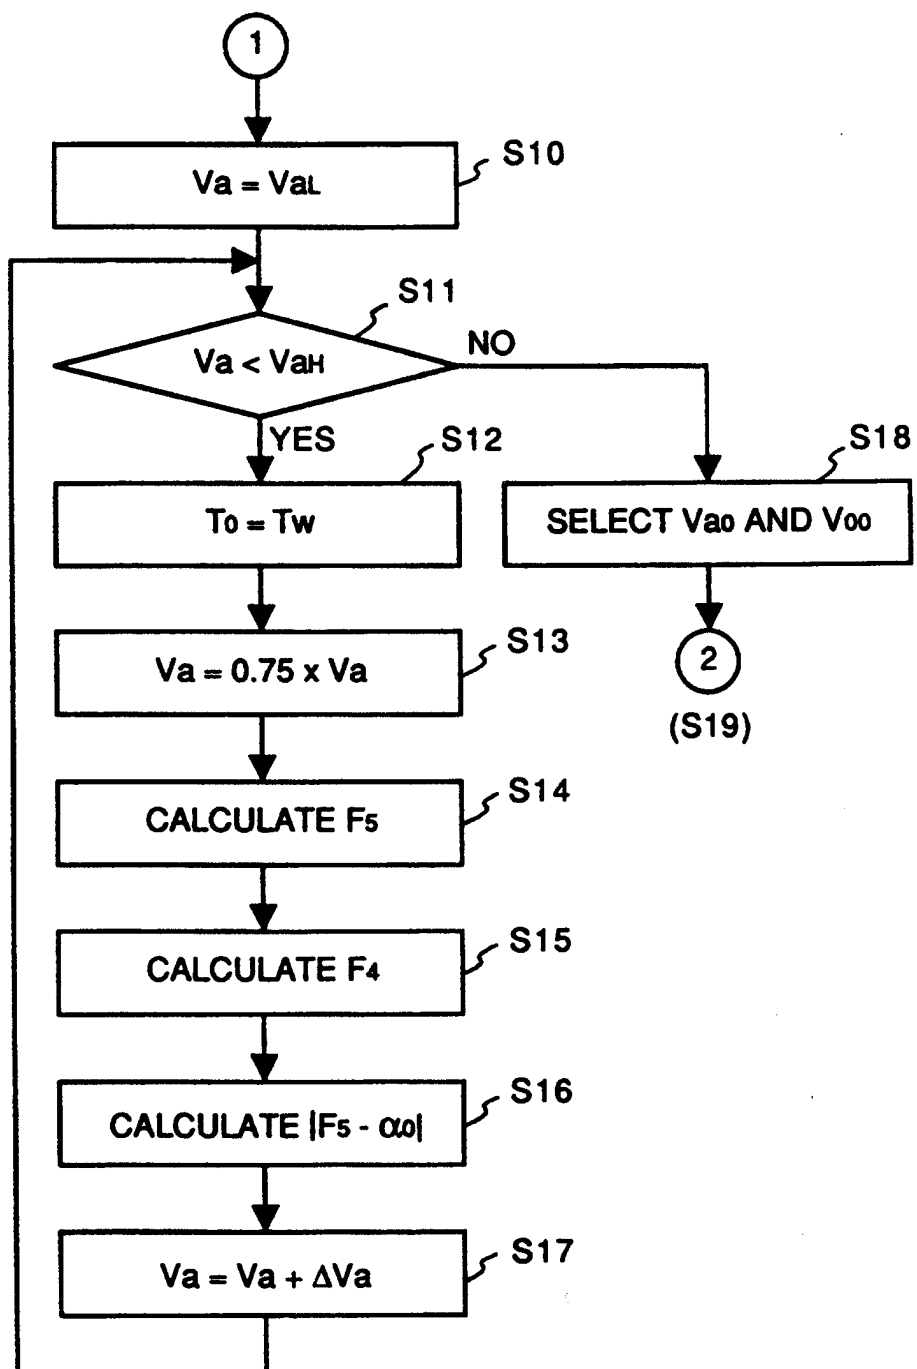 1
Va = VaL
S10
Va < VaH
S11
NO
YES
T0 = Tw
S12
SELECT Va0 AND V00
S18
Va = 0.75 x Va
S13
2
(S19)
CALCULATE F5
S14
CALCULATE F4
S15
CALCULATE |F5 - α0|
S16
Va = Va + ΔVa
S17